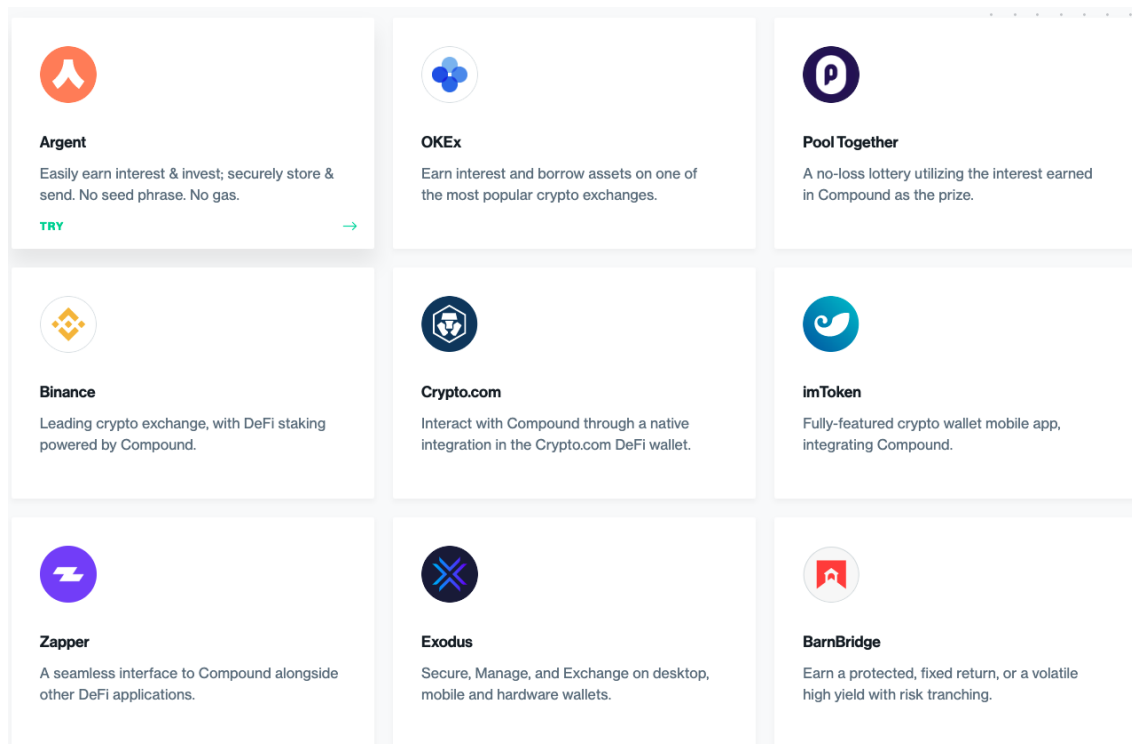 Argent
Easily earn interest & invest; securely store &
send. No seed phrase. No gas.
TRY
OKEx
Earn interest and borrow assets on one of
the most popular crypto exchanges.
Pool Together
A no-loss lottery utilizing the interest earned
in Compound as the prize.
Binance
Leading crypto exchange, with DeFi staking
powered by Compound.
Crypto.com
Interact with Compound through a native
integration in the Crypto.com DeFi wallet.
imToken
Fully-featured crypto wallet mobile app,
integrating Compound.
Zapper
A seamless interface to Compound alongside
other DeFi applications.
Exodus
Secure, Manage, and Exchange on desktop,
mobile and hardware wallets.
BarnBridge
Earn a protected, fixed return, or a volatile
high yield with risk tranching.